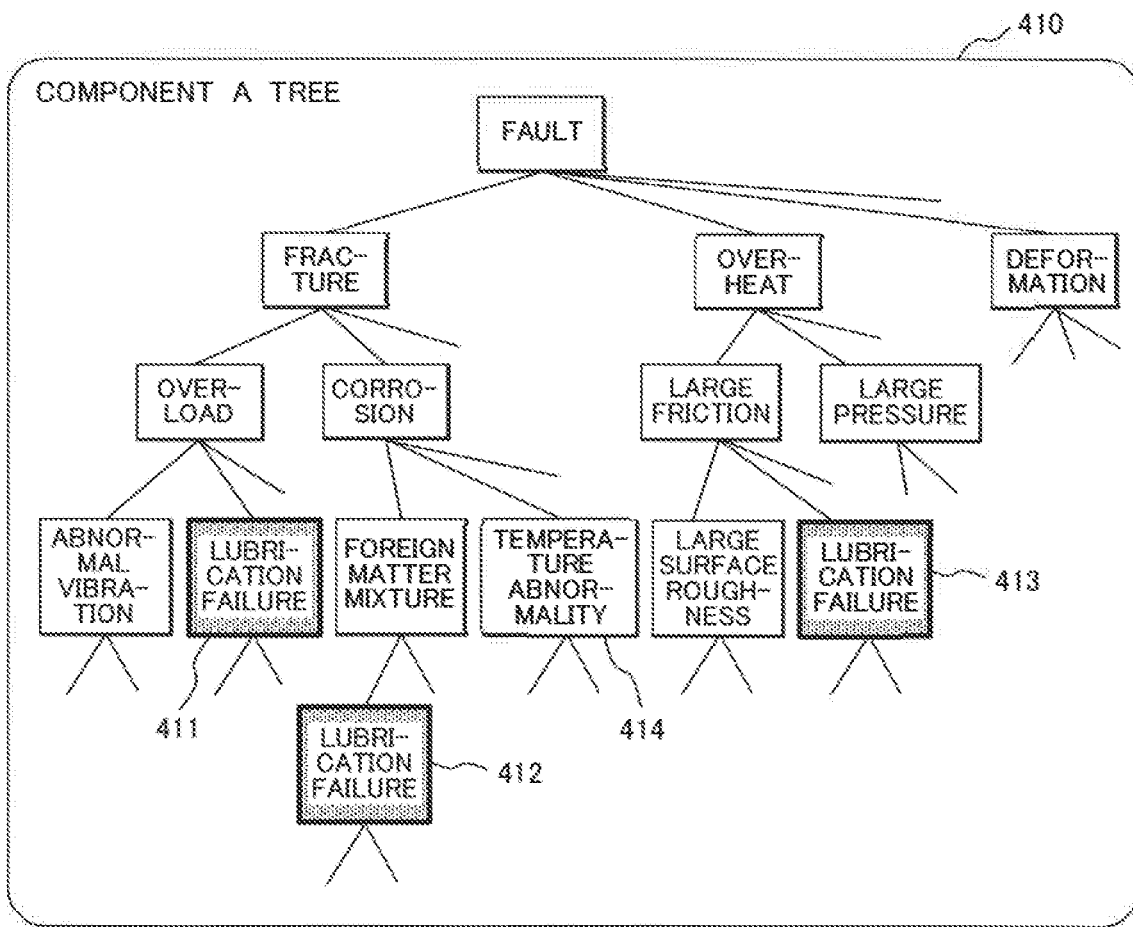 410
COMPONENT A TREE
FAULT
FRAC-
TURE
OVER-
HEAT
DEFOR-
MATION
OVER-
LOAD
CORRO-
SION
LARGE
FRICTION
LARGE
PRESSURE
ABNOR-
MAL
VIBRA-
TION
LUBRI-
CATION
FAILURE
FOREIGN
MATTER
MIXTURE
TEMPERA-
TURE
ABNOR-
MALITY
LARGE
SURFACE
ROUGH-
NESS
LUBRI-
CATION
FAILURE
413
411
414
LUBRI-
CATION
FAILURE
412